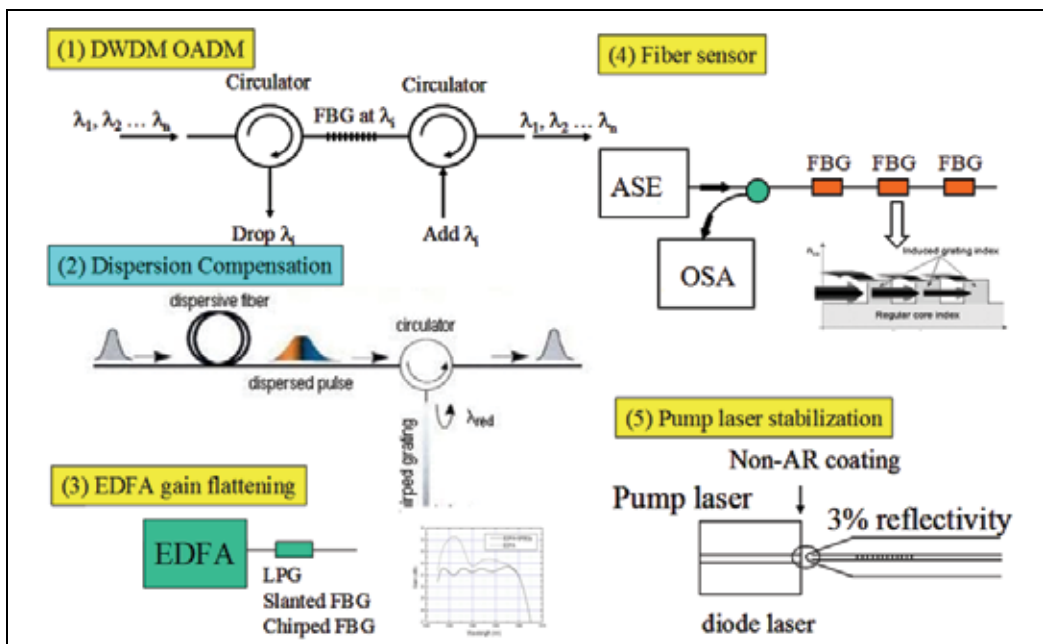 (1) DWDM OADM
Circulator
Circulator
λ1, λ2 ... λn
FBG at λi
λ1, λ2 ... λn
Drop λi
Add λi
(2) Dispersion Compensation
dispersive fiber
circulator
dispersed pulse
λred
irped grating
(3) EDFA gain flattening
EDFA
LPG
Slanted FBG
Chirped FBG
(4) Fiber sensor
FBG
FBG
FBG
ASE
OSA
Induced grating index
Regular core index
(5) Pump laser stabilization
Non-AR coating
Pump laser
3% reflectivity
diode laser